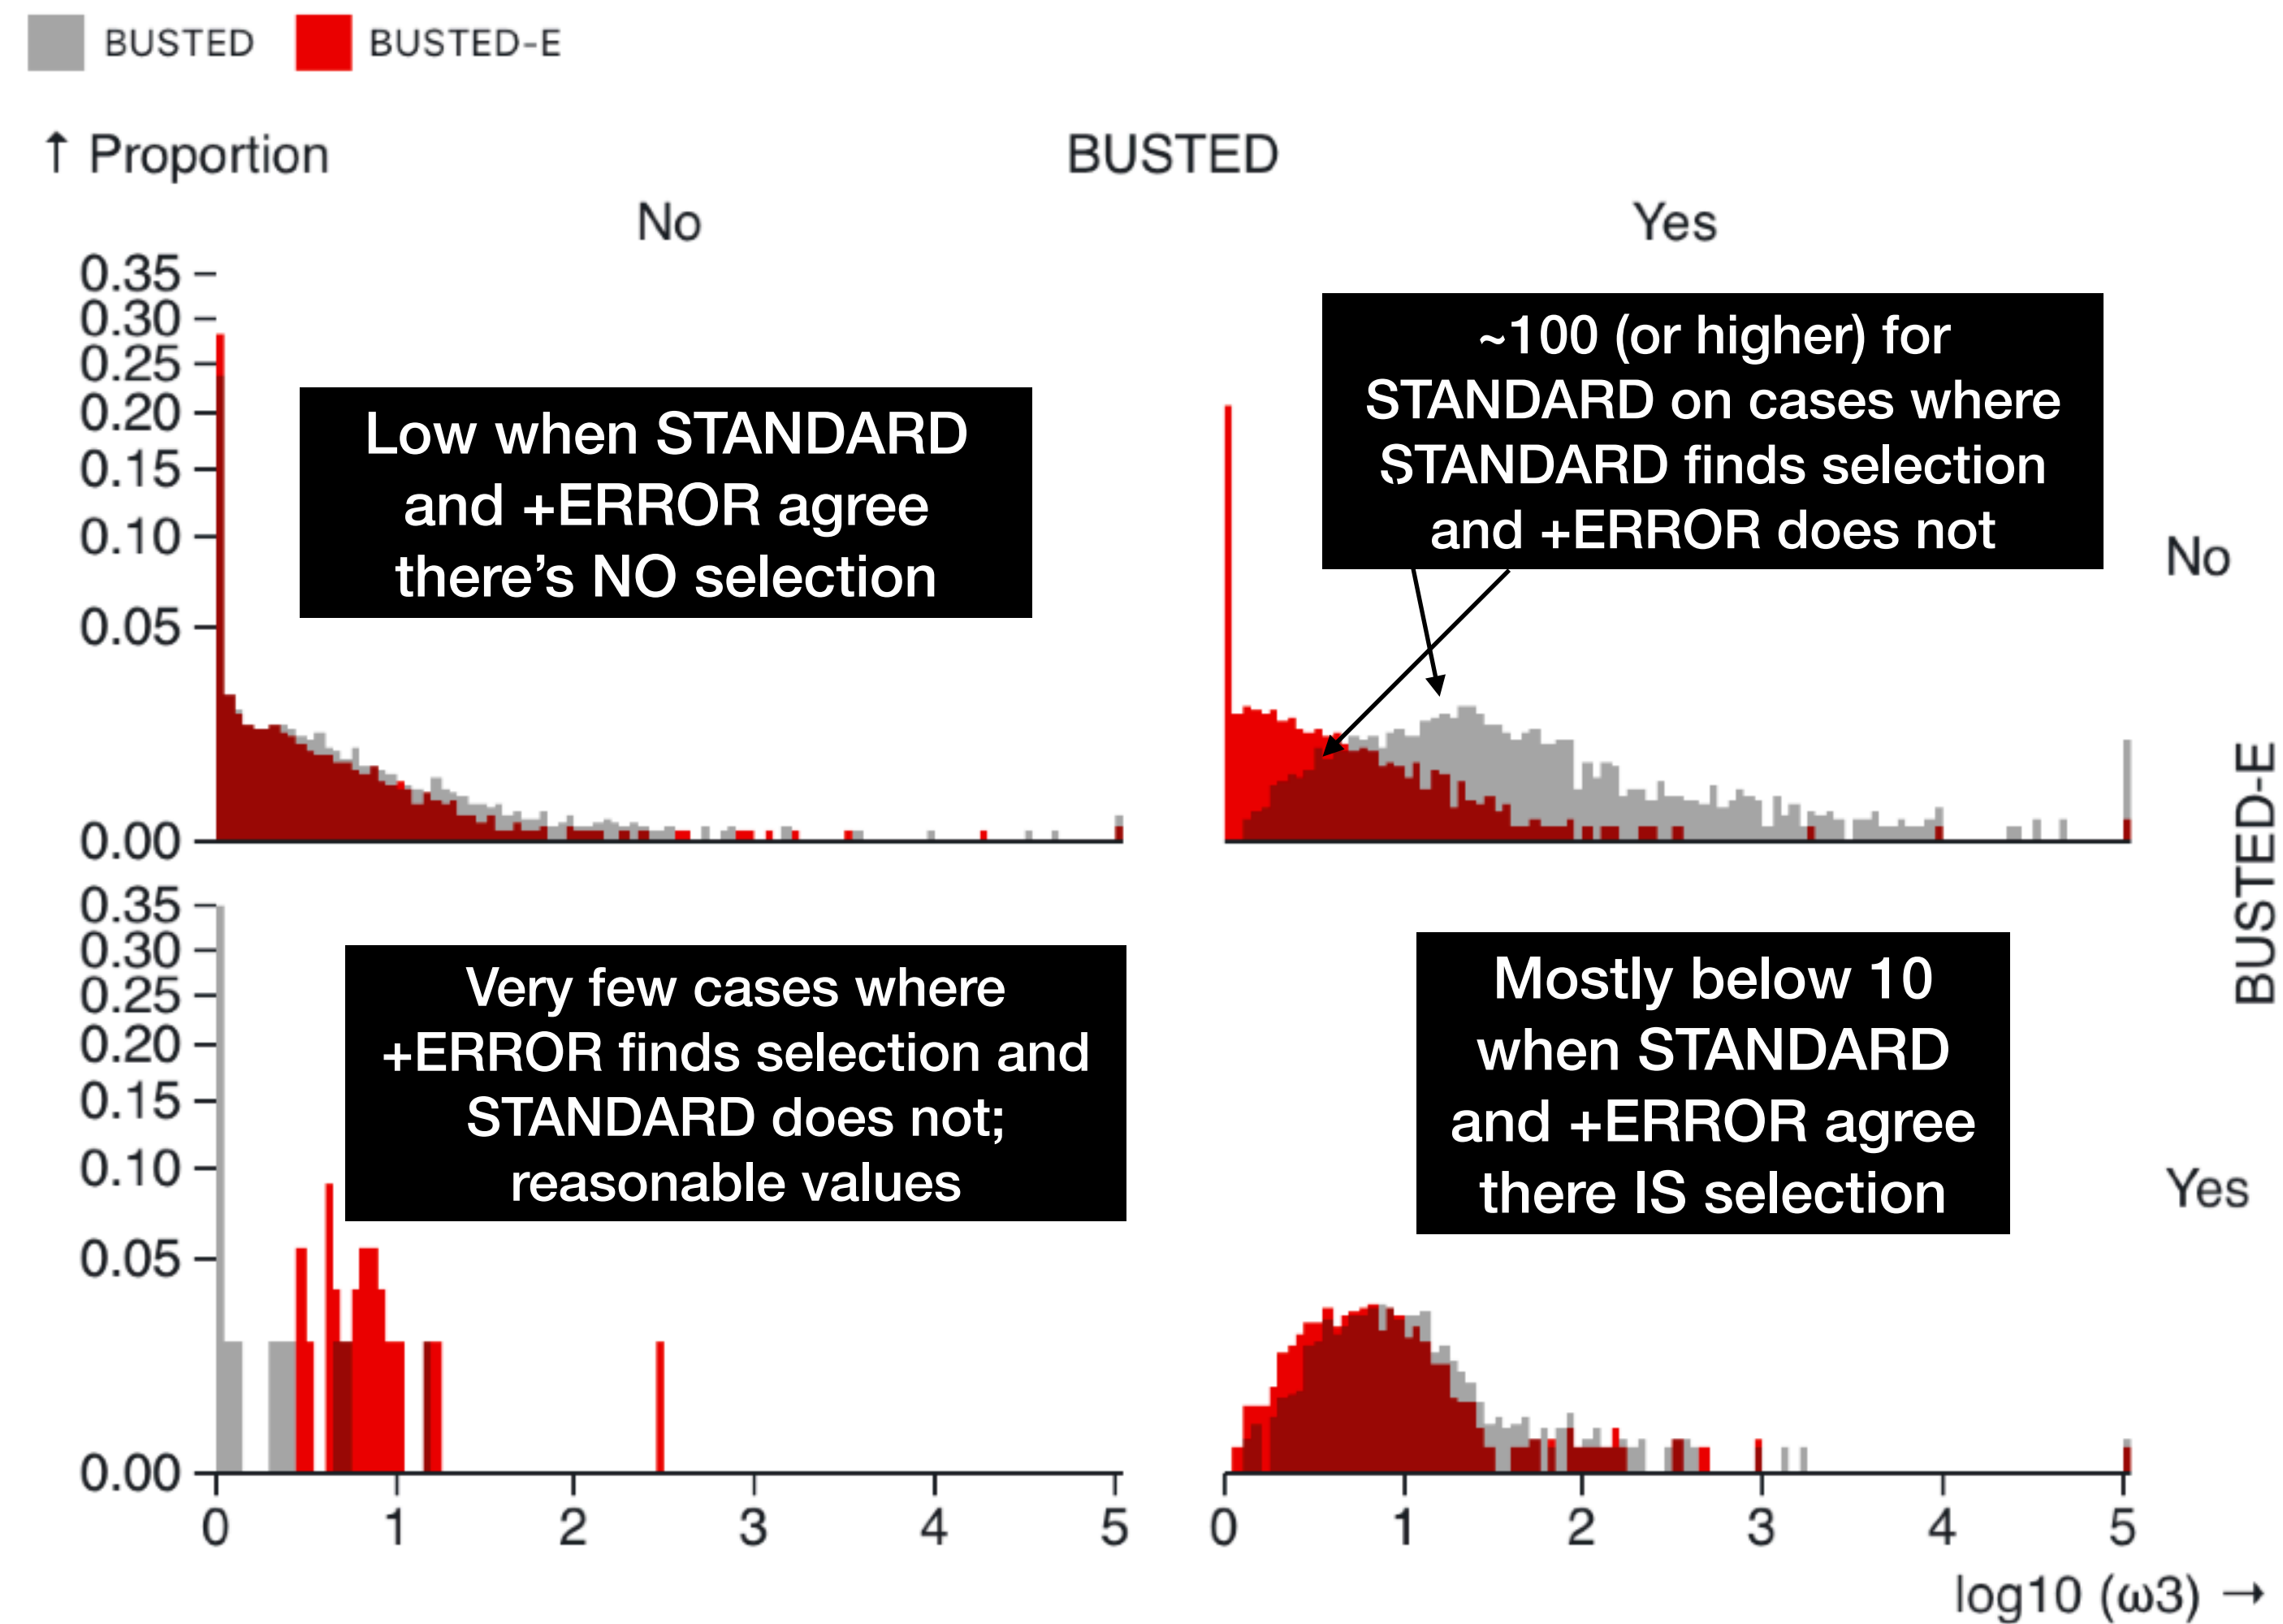 BUSTED BUSTED-E
↑ Proportion
BUSTED
No
Yes
0.35
0.30
0.25
0.20
0.15
0.10
0.05
0.00
Low when STANDARD
and +ERROR agree
there’s NO selection
~100 (or higher) for
STANDARD on cases where
STANDARD finds selection
and +ERROR does not
No
BUSTED-E
0.35
0.30
0.25
0.20
0.15
0.10
0.05
0.00
Very few cases where
+ERROR finds selection and
STANDARD does not;
reasonable values
Mostly below 10
when STANDARD
and +ERROR agree
there IS selection
Yes
0 1 2 3 4 5
0 1 2 3 4 5
log10 (ω3) →